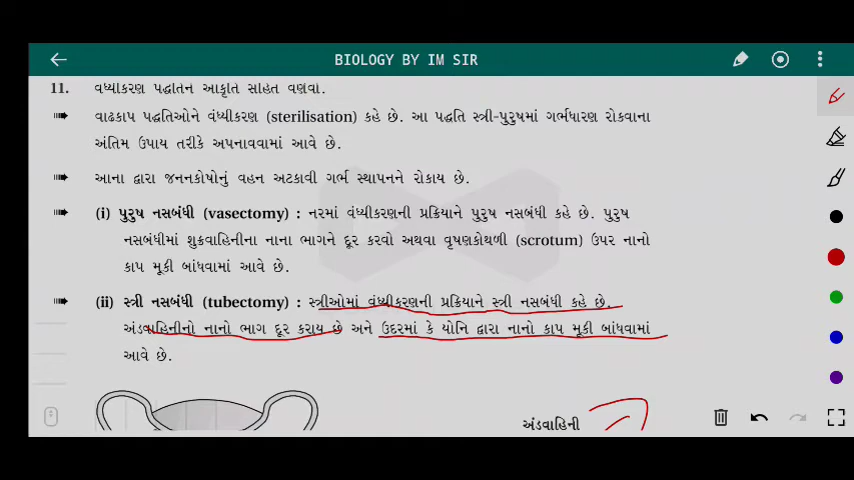 BIOLOGY BY IM SIR
11. વંધ્યીકરણ પદ્ધતિને આકૃતિ સહિત વર્ણવો.
વાઢકાપ પદ્ધતિઓને વંધ્યીકરણ (sterilisation) કહે છે. આ પદ્ધતિ સ્ત્રી-પુરુષમાં ગર્ભધારણ રોકવાના
અંતિમ ઉપાય તરીકે અપનાવવામાં આવે છે.
આના દ્વારા જનનકોષોનું વહન અટકાવી ગર્ભ સ્થાપનને રોકાય છે.
(i) પુરુષ નસબંધી (vasectomy) : નરમાં વંધ્યીકરણની પ્રક્રિયાને પુરુષ નસબંધી કહે છે. પુરુષ
નસબંધીમાં શુક્રવાહિનીના નાના ભાગને દૂર કરવો અથવા વૃષણકોથળી (scrotum) ઉપર નાનો
કાપ મૂકી બાંધવામાં આવે છે.
(ii) સ્ત્રી નસબંધી (tubectomy) : સ્ત્રીઓમાં વંધ્યીકરણની પ્રક્રિયાને સ્ત્રી નસબંધી કહે છે.
અંડવાહિનીનો નાનો ભાગ દૂર કરાય છે અને ઉદરમાં કે યોનિ દ્વારા નાનો કાપ મૂકી બાંધવામાં
આવે છે.
અંડવાહિની